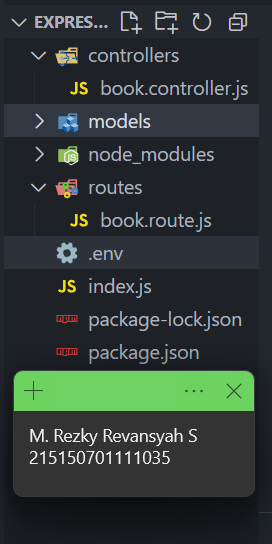 EXPRES...
controllers
JS book.controller.js
models
node_modules
routes
JS book.route.js
.env
JS index.js
package-lock.json
package.json
M. Rezky Revansyah S
215150701111035